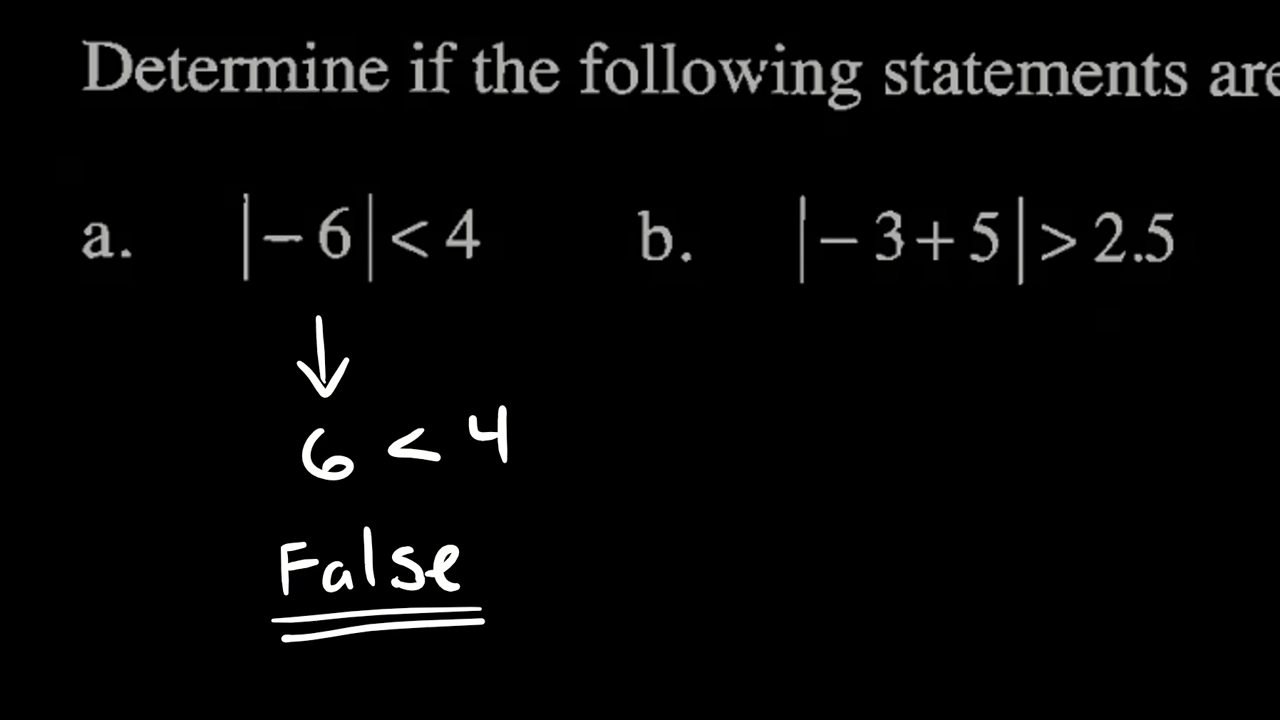 Determine if the following statements are
a. |− 6| < 4 b. |− 3 + 5| > 2.5
↓
6 < 4
False